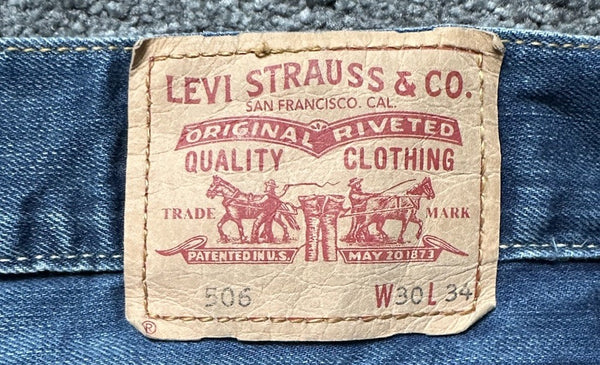 LEVI STRAUSS & CO.
SAN FRANCISCO. CAL.
ORIGINAL RIVETED
QUALITY CLOTHING
TRADE MARK
PATENTED IN U.S. MAY 20 1873
506 W30 L 34
®